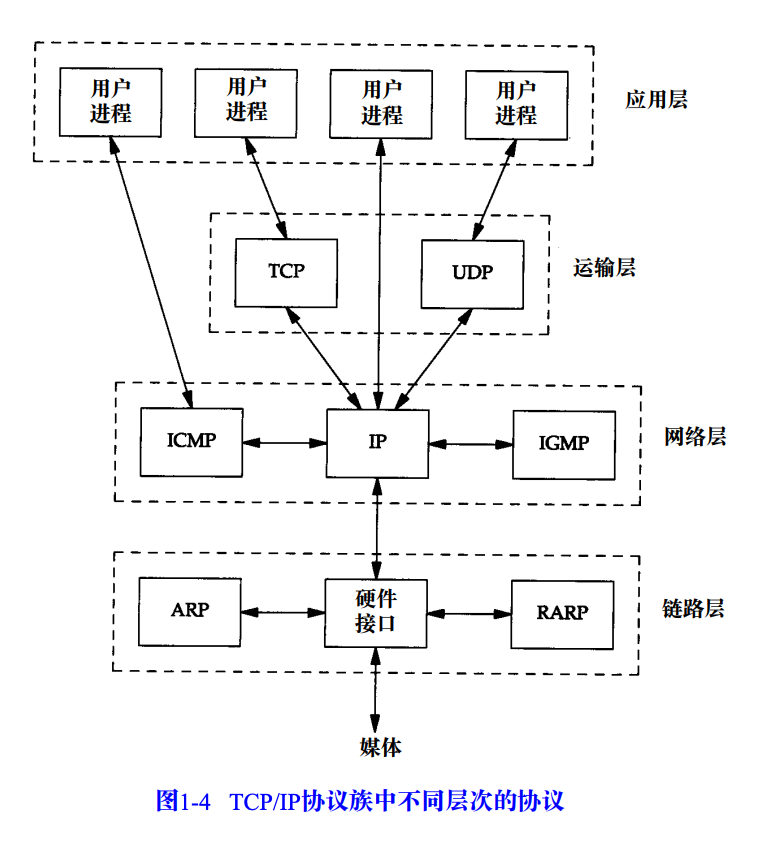 用户
进程
用户
进程
用户
进程
用户
进程
应用层
TCP
UDP
运输层
ICMP
IP
IGMP
网络层
ARP
硬件
接口
RARP
链路层
媒体
图1-4 TCP/IP协议族中不同层次的协议